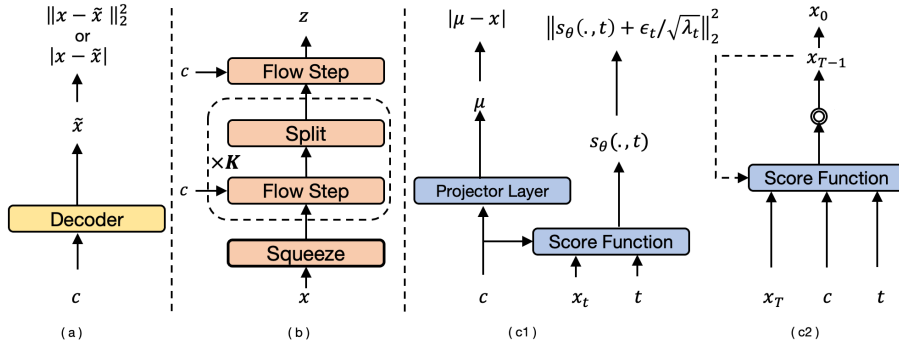 ‖x − x̃ ‖₂²
or
|x − x̃|
x̃
Decoder
c
( a )
z
c
Flow Step
Split
×K
c
Flow Step
Squeeze
x
( b )
|μ − x|
μ
Projector Layer
c
‖s_θ(. , t) + ϵ_t/√λ_t‖₂²
s_θ(. , t)
Score Function
x_t
t
( c1 )
x_0
x_{T−1}
Score Function
x_T
c
t
( c2 )